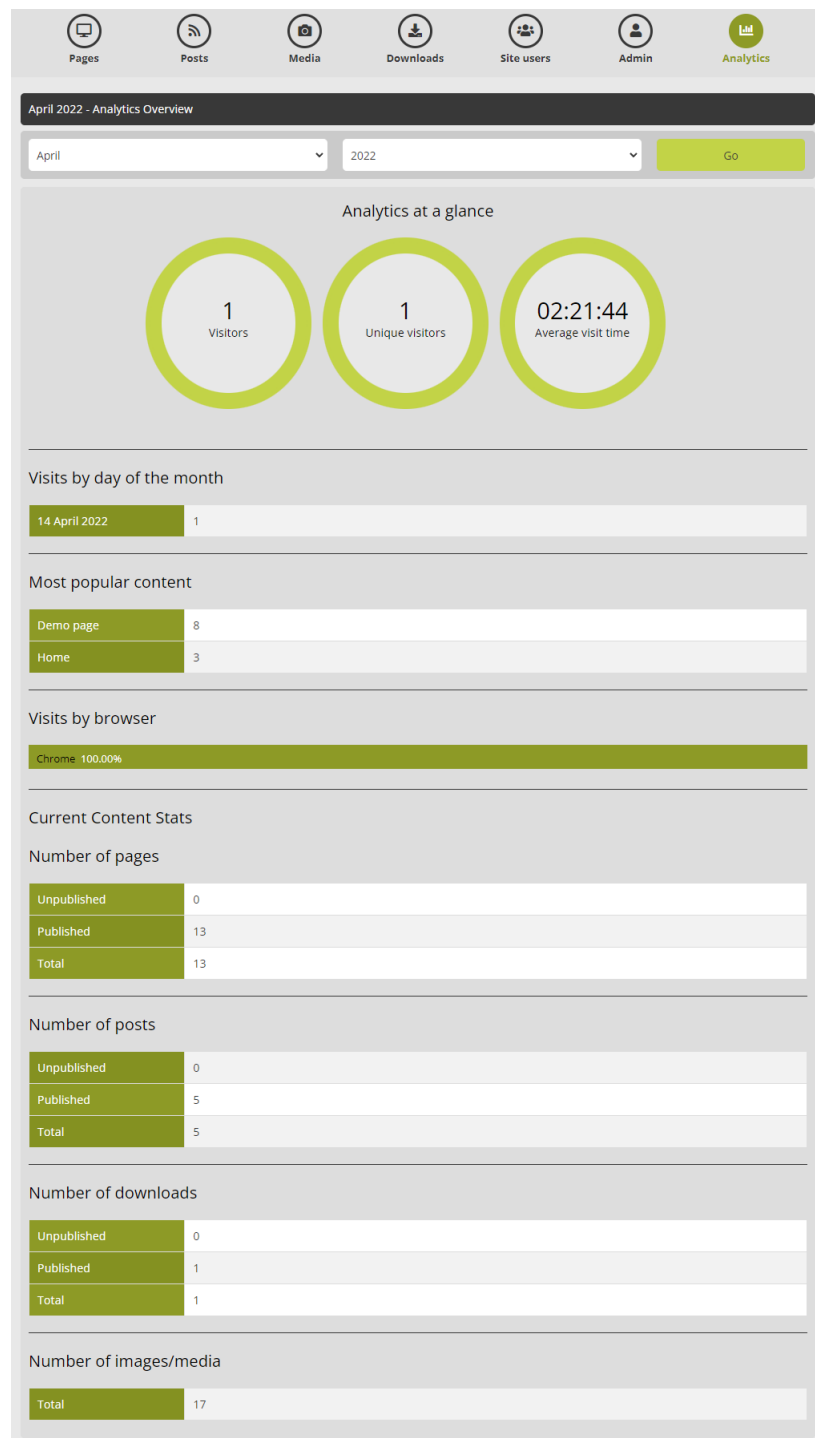 Pages Posts Media Downloads Site users Admin Analytics
April 2022 - Analytics Overview
April 2022 Go
Analytics at a glance
1 1 02:21:44
Visitors Unique visitors Average visit time
Visits by day of the month
14 April 2022 1
Most popular content
Demo page 8
Home 3
Visits by browser
Chrome 100.00%
Current Content Stats
Number of pages
Unpublished 0
Published 13
Total 13
Number of posts
Unpublished 0
Published 5
Total 5
Number of downloads
Unpublished 0
Published 1
Total 1
Number of images/media
Total 17